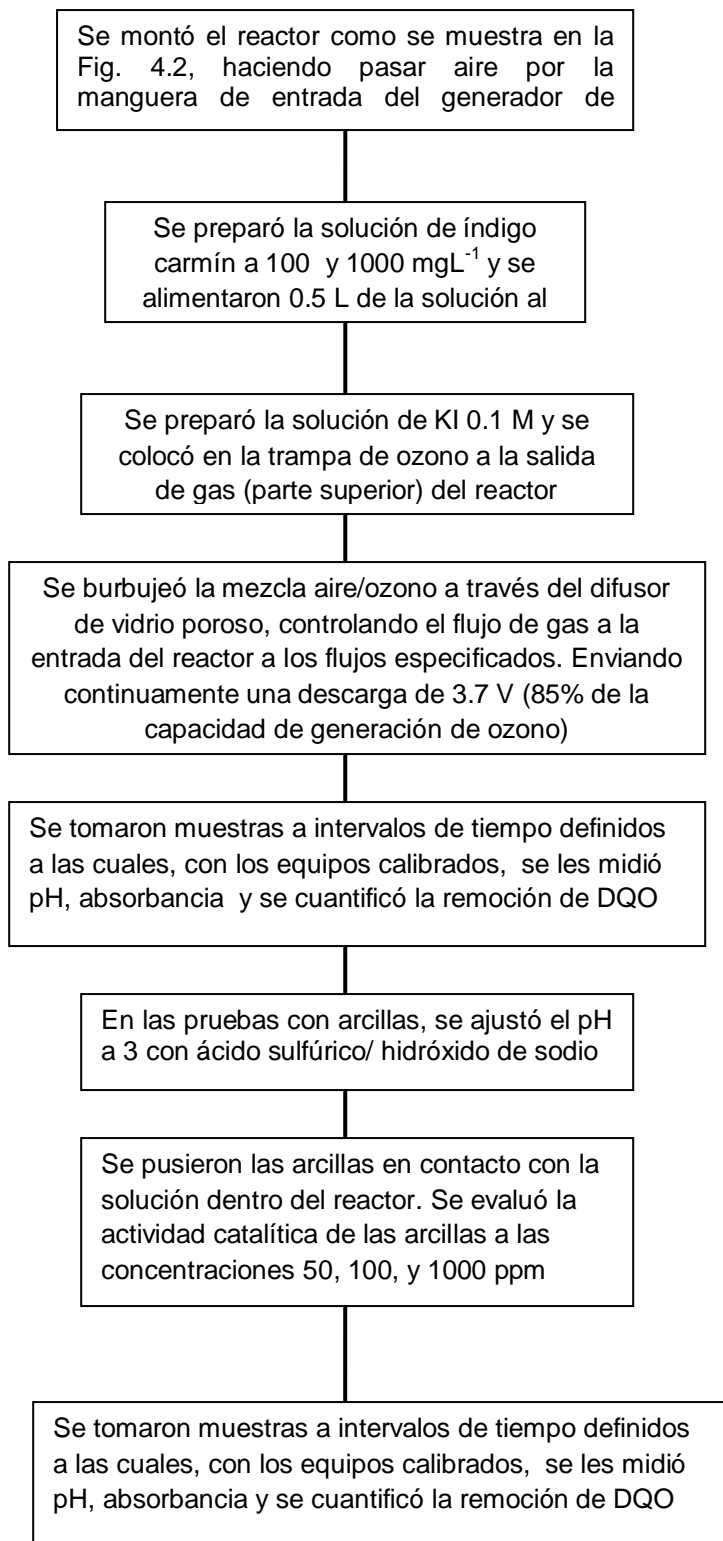 Se montó el reactor como se muestra en la
Fig. 4.2, haciendo pasar aire por la
manguera de entrada del generador de
Se preparó la solución de índigo
carmín a 100 y 1000 mgL⁻¹ y se
alimentaron 0.5 L de la solución al
Se preparó la solución de KI 0.1 M y se
colocó en la trampa de ozono a la salida
de gas (parte superior) del reactor
Se burbujeó la mezcla aire/ozono a través del difusor
de vidrio poroso, controlando el flujo de gas a la
entrada del reactor a los flujos especificados. Enviando
continuamente una descarga de 3.7 V (85% de la
capacidad de generación de ozono)
Se tomaron muestras a intervalos de tiempo definidos
a las cuales, con los equipos calibrados, se les midió
pH, absorbancia y se cuantificó la remoción de DQO
En las pruebas con arcillas, se ajustó el pH
a 3 con ácido sulfúrico/ hidróxido de sodio
Se pusieron las arcillas en contacto con la
solución dentro del reactor. Se evaluó la
actividad catalítica de las arcillas a las
concentraciones 50, 100, y 1000 ppm
Se tomaron muestras a intervalos de tiempo definidos
a las cuales, con los equipos calibrados, se les midió
pH, absorbancia y se cuantificó la remoción de DQO